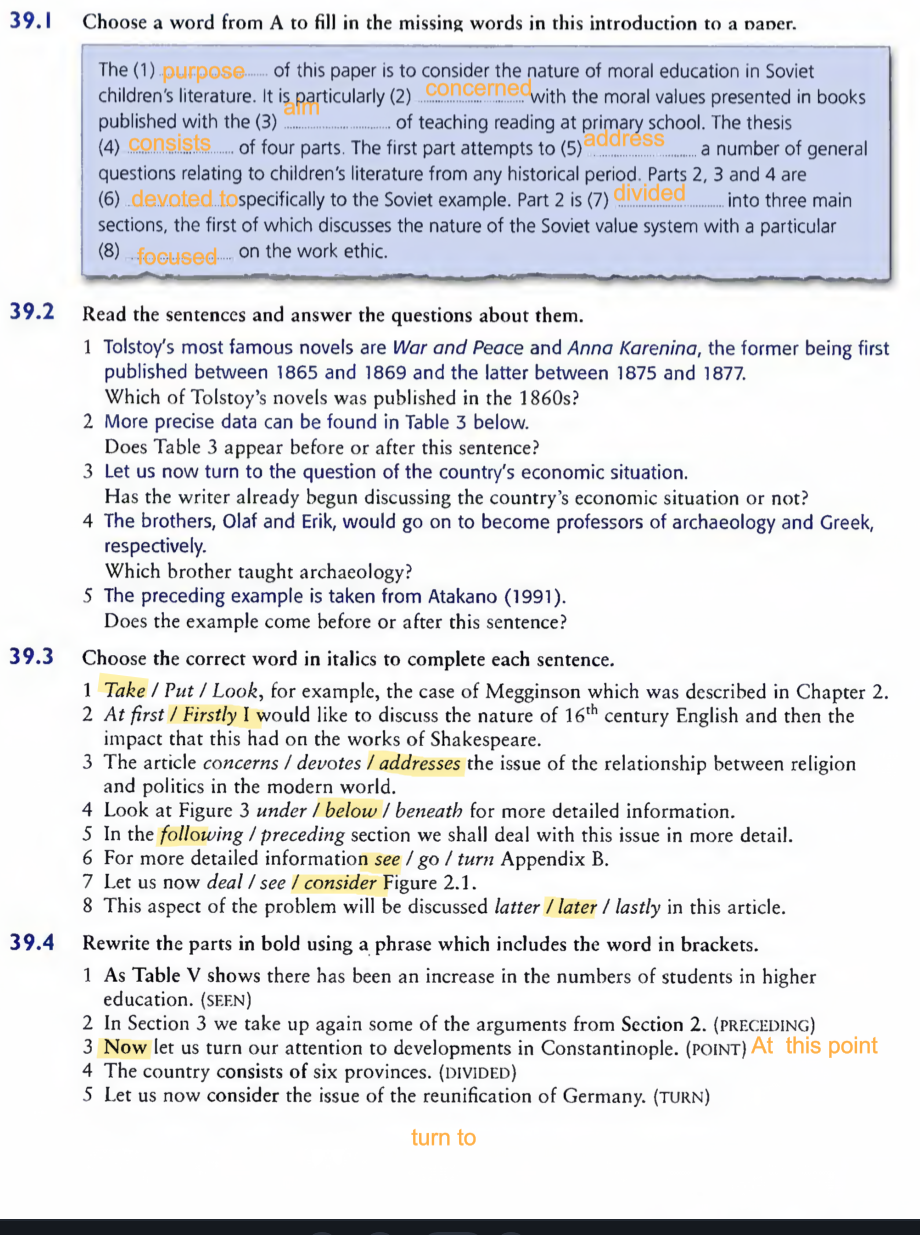 39.1 Choose a word from A to fill in the missing words in this introduction to a paper.
The (1) purpose of this paper is to consider the nature of moral education in Soviet
children's literature. It is particularly (2) concerned with the moral values presented in books
published with the (3) aim of teaching reading at primary school. The thesis
(4) consists of four parts. The first part attempts to (5) address a number of general
questions relating to children's literature from any historical period. Parts 2, 3 and 4 are
(6) devoted to specifically to the Soviet example. Part 2 is (7) divided into three main
sections, the first of which discusses the nature of the Soviet value system with a particular
(8) focused on the work ethic.
39.2 Read the sentences and answer the questions about them.
1 Tolstoy's most famous novels are War and Peace and Anna Karenina, the former being first
published between 1865 and 1869 and the latter between 1875 and 1877.
Which of Tolstoy's novels was published in the 1860s?
2 More precise data can be found in Table 3 below.
Does Table 3 appear before or after this sentence?
3 Let us now turn to the question of the country's economic situation.
Has the writer already begun discussing the country's economic situation or not?
4 The brothers, Olaf and Erik, would go on to become professors of archaeology and Greek,
respectively.
Which brother taught archaeology?
5 The preceding example is taken from Atakano (1991).
Does the example come before or after this sentence?
39.3 Choose the correct word in italics to complete each sentence.
1 Take / Put / Look, for example, the case of Megginson which was described in Chapter 2.
2 At first / Firstly I would like to discuss the nature of 16th century English and then the
impact that this had on the works of Shakespeare.
3 The article concerns / devotes / addresses the issue of the relationship between religion
and politics in the modern world.
4 Look at Figure 3 under / below / beneath for more detailed information.
5 In the following / preceding section we shall deal with this issue in more detail.
6 For more detailed information see / go / turn Appendix B.
7 Let us now deal / see / consider Figure 2.1.
8 This aspect of the problem will be discussed latter / later / lastly in this article.
39.4 Rewrite the parts in bold using a phrase which includes the word in brackets.
1 As Table V shows there has been an increase in the numbers of students in higher
education. (SEEN)
2 In Section 3 we take up again some of the arguments from Section 2. (PRECEDING)
3 Now let us turn our attention to developments in Constantinople. (POINT) At this point
4 The country consists of six provinces. (DIVIDED)
5 Let us now consider the issue of the reunification of Germany. (TURN)
turn to